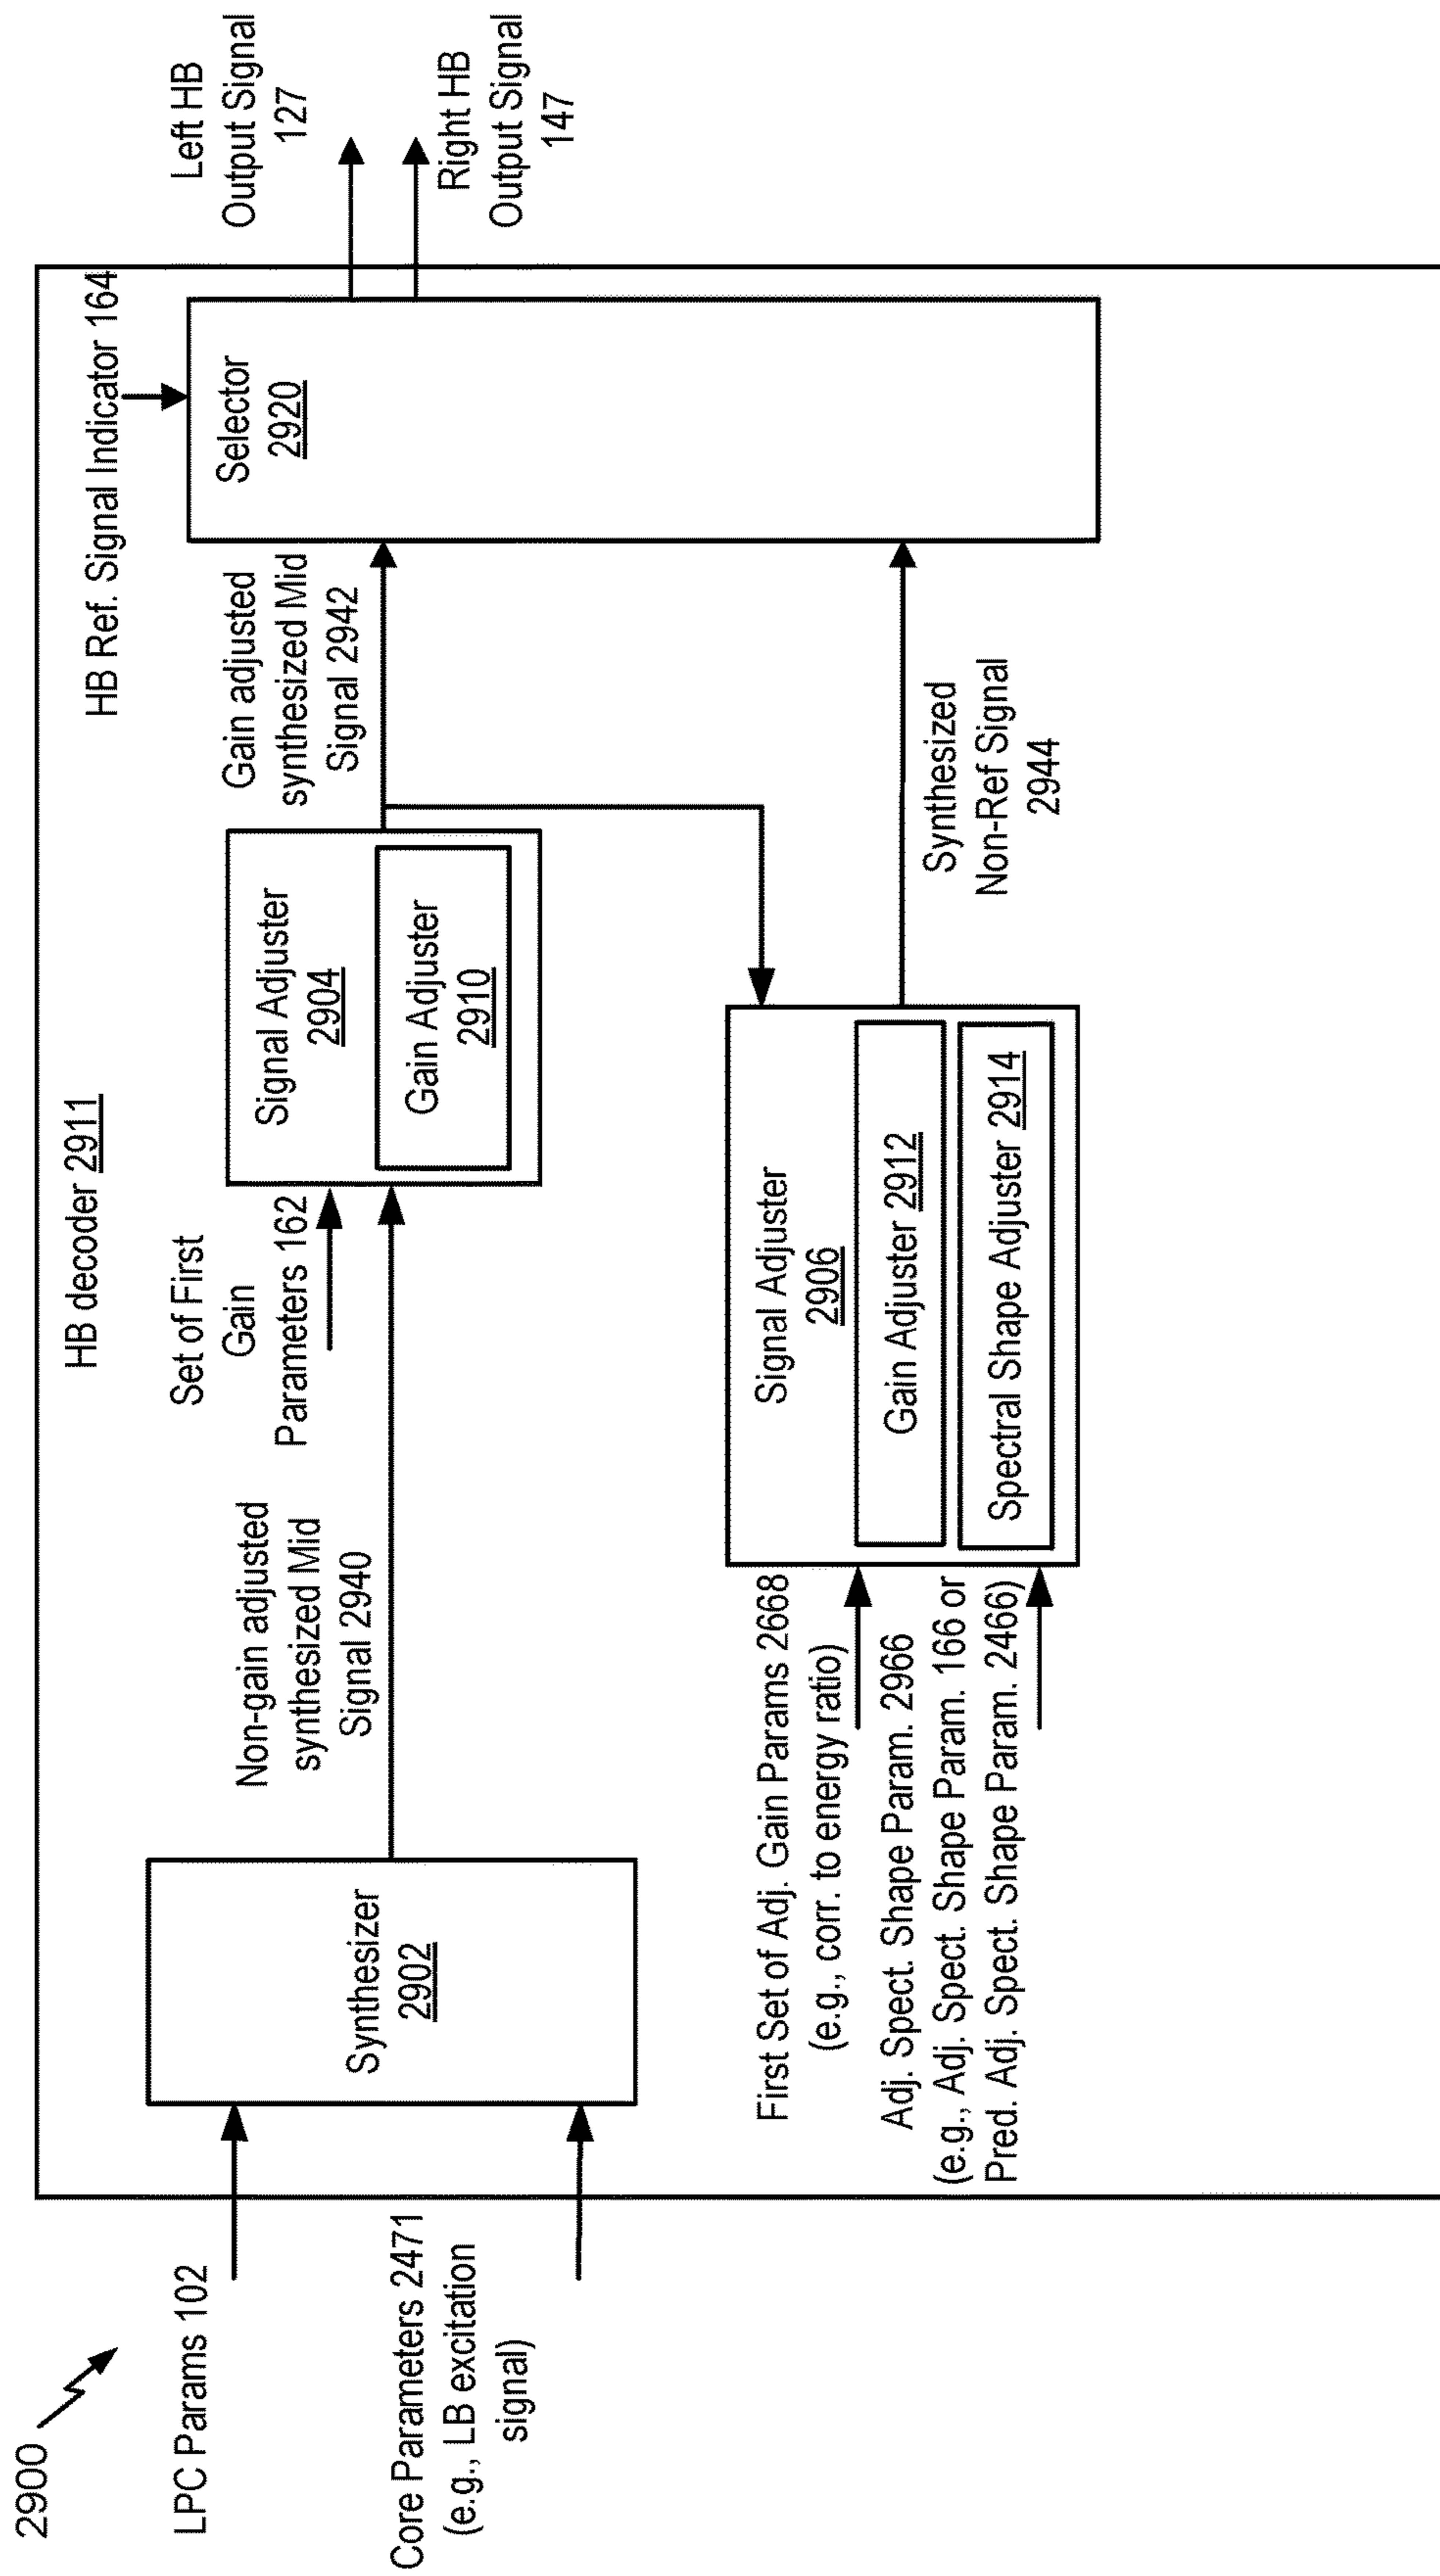 2900
HB decoder 2911
LPC Params 102
Core Parameters 2471
(e.g., LB excitation
signal)
Synthesizer
2902
Non-gain adjusted
synthesized Mid
Signal 2940
Set of First
Gain
Parameters 162
Signal Adjuster
2904
Gain Adjuster
2910
Gain adjusted
synthesized Mid
Signal 2942
HB Ref. Signal Indicator 164
Selector
2920
Left HB
Output Signal
127
Right HB
Output Signal
147
First Set of Adj. Gain Params 2668
(e.g., corr. to energy ratio)
Adj. Spect. Shape Param. 2966
(e.g., Adj. Spect. Shape Param. 166 or
Pred. Adj. Spect. Shape Param. 2466)
Signal Adjuster
2906
Gain Adjuster 2912
Spectral Shape Adjuster 2914
Synthesized
Non-Ref Signal
2944